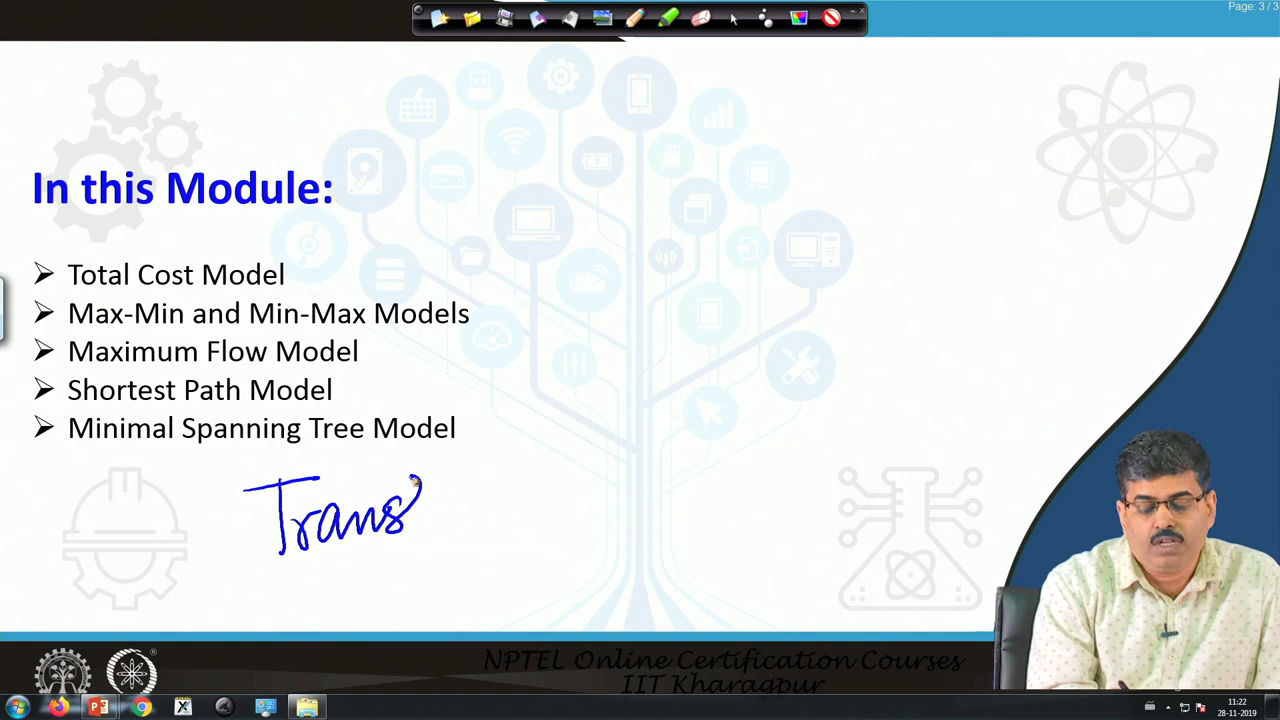 Page: 3 / 3
In this Module:
Total Cost Model
Max-Min and Min-Max Models
Maximum Flow Model
Shortest Path Model
Minimal Spanning Tree Model
Trans
NPTEL Online Certification Courses
IIT Kharagpur
11:22
28-11-2019